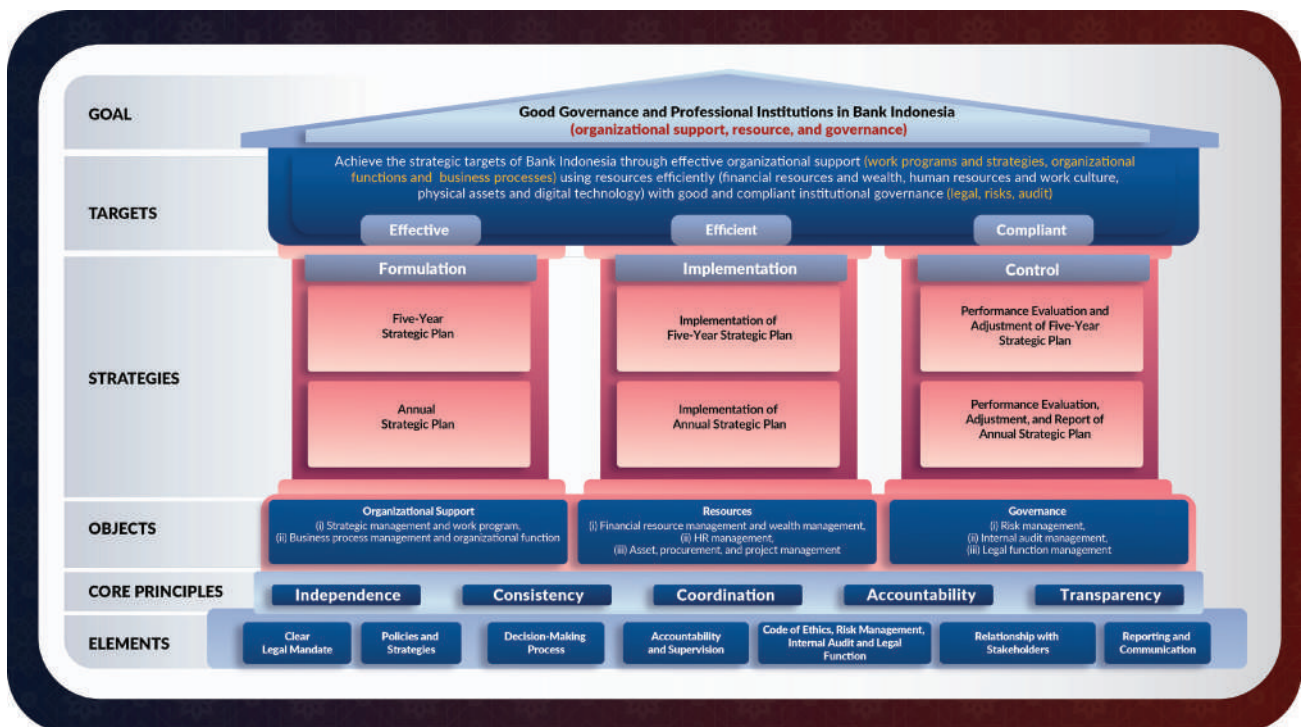 GOAL
Good Governance and Professional Institutions in Bank Indonesia
(organizational support, resource, and governance)
TARGETS
Achieve the strategic targets of Bank Indonesia through effective organizational support (work programs and strategies, organizational
functions and business processes) using resources efficiently (financial resources and wealth, human resources and work culture,
physical assets and digital technology) with good and compliant institutional governance (legal, risks, audit)
Effective
Efficient
Compliant
STRATEGIES
Formulation
Five-Year
Strategic Plan
Annual
Strategic Plan
Implementation
Implementation of
Five-Year Strategic Plan
Implementation of
Annual Strategic Plan
Control
Performance Evaluation and
Adjustment of Five-Year
Strategic Plan
Performance Evaluation,
Adjustment, and Report of
Annual Strategic Plan
OBJECTS
Organizational Support
(i) Strategic management and work program,
(ii) Business process management and organizational function
Resources
(i) Financial resource management and wealth management,
(ii) HR management,
(iii) Asset, procurement, and project management
Governance
(i) Risk management,
(ii) Internal audit management,
(iii) Legal function management
CORE PRINCIPLES
Independence
Consistency
Coordination
Accountability
Transparency
ELEMENTS
Clear
Legal Mandate
Policies and
Strategies
Decision-Making
Process
Accountability
and Supervision
Code of Ethics, Risk Management,
Internal Audit and Legal
Function
Relationship with
Stakeholders
Reporting and
Communication